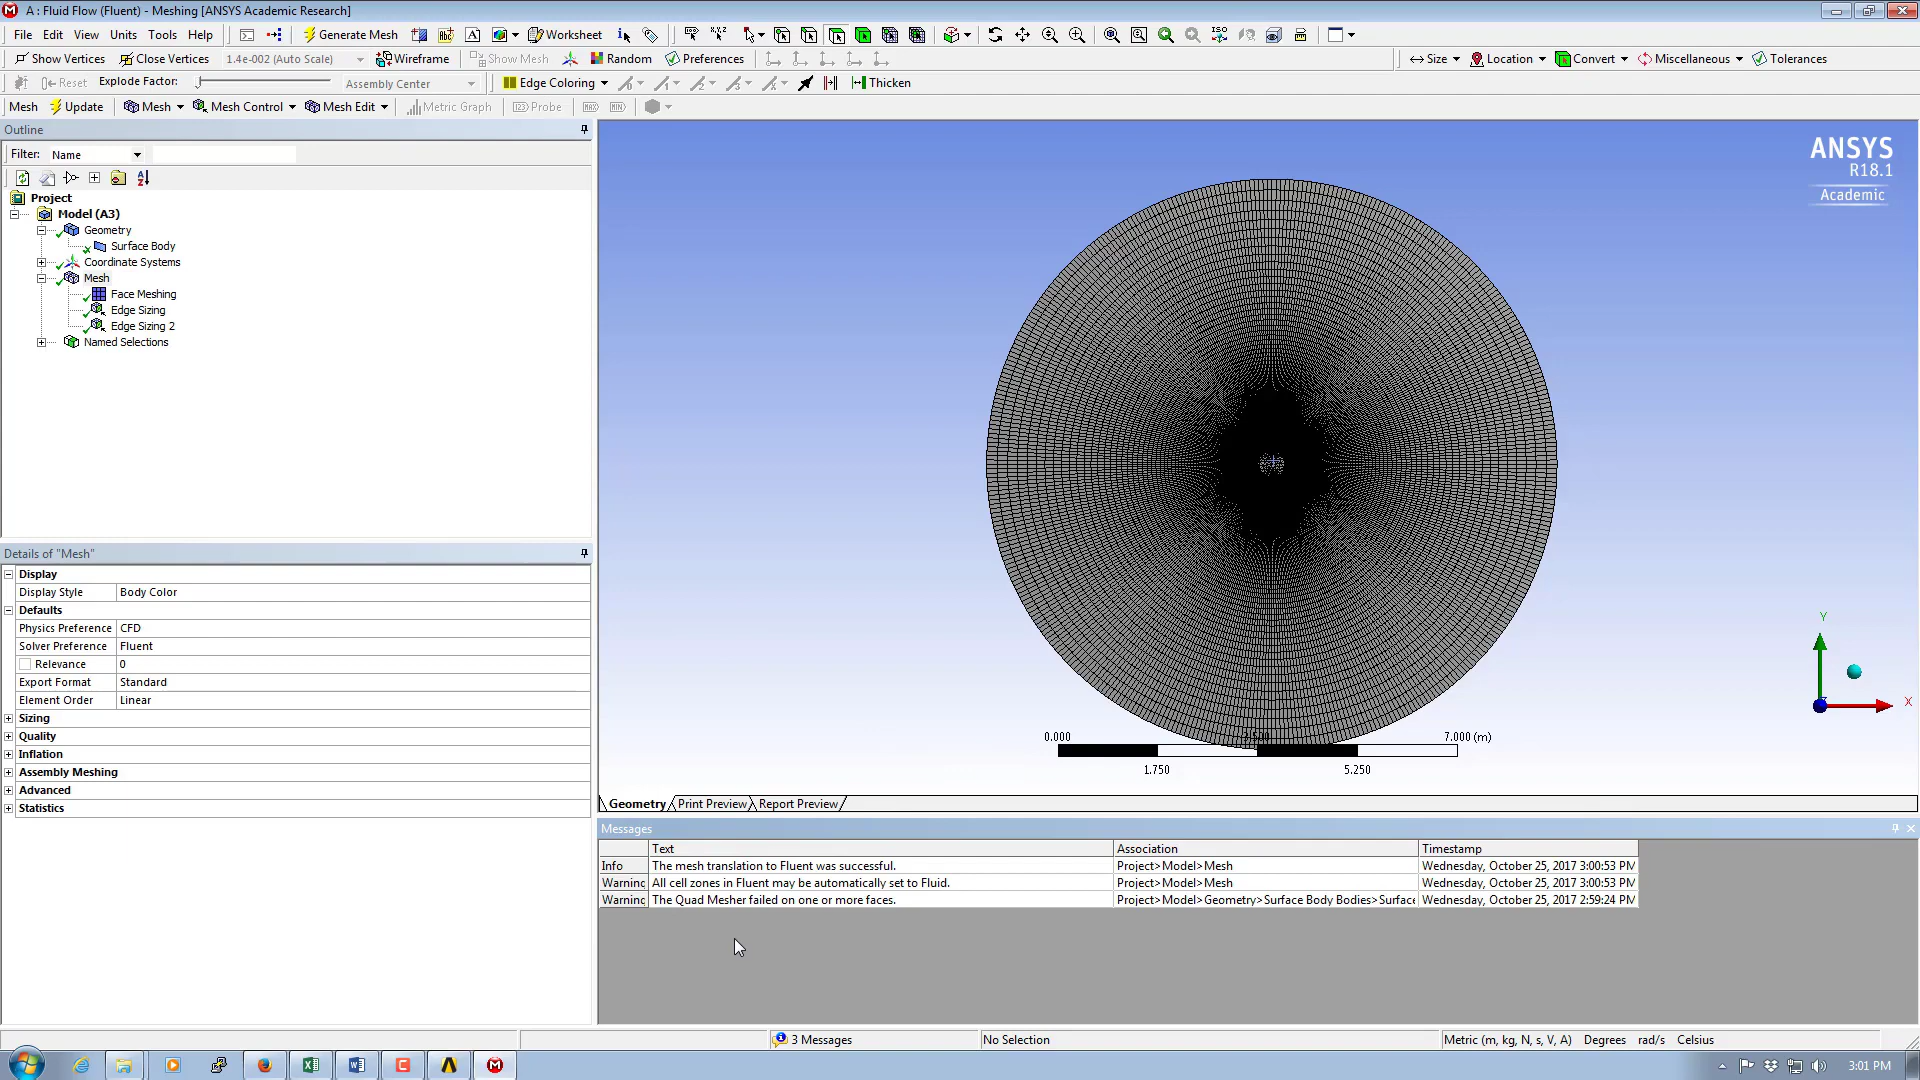 A : Fluid Flow (Fluent) - Meshing [ANSYS Academic Research]
File Edit View Units Tools Help Generate Mesh Worksheet
Show Vertices Close Vertices 1.4e-002 (Auto Scale) Wireframe Show Mesh Random Preferences Size Location Convert Miscellaneous Tolerances
Reset Explode Factor: Assembly Center Edge Coloring Thicken
Mesh Update Mesh Mesh Control Mesh Edit Metric Graph Probe
Outline
Filter: Name
Project
Model (A3)
Geometry
Surface Body
Coordinate Systems
Mesh
Face Meshing
Edge Sizing
Edge Sizing 2
Named Selections
Details of "Mesh"
Display
Display Style Body Color
Defaults
Physics Preference CFD
Solver Preference Fluent
Relevance 0
Export Format Standard
Element Order Linear
Sizing
Quality
Inflation
Assembly Meshing
Advanced
Statistics
ANSYS
R18.1
Academic
Y
X
0.000 7.000 (m)
1.750 5.250
Geometry Print Preview Report Preview
Messages
Text Association Timestamp
Info The mesh translation to Fluent was successful. Project>Model>Mesh Wednesday, October 25, 2017 3:00:53 PM
Warning All cell zones in Fluent may be automatically set to Fluid. Project>Model>Mesh Wednesday, October 25, 2017 3:00:53 PM
Warning The Quad Mesher failed on one or more faces. Project>Model>Geometry>Surface Body Bodies>Surface Wednesday, October 25, 2017 2:59:24 PM
3 Messages No Selection Metric (m, kg, N, s, V, A) Degrees rad/s Celsius
3:01 PM